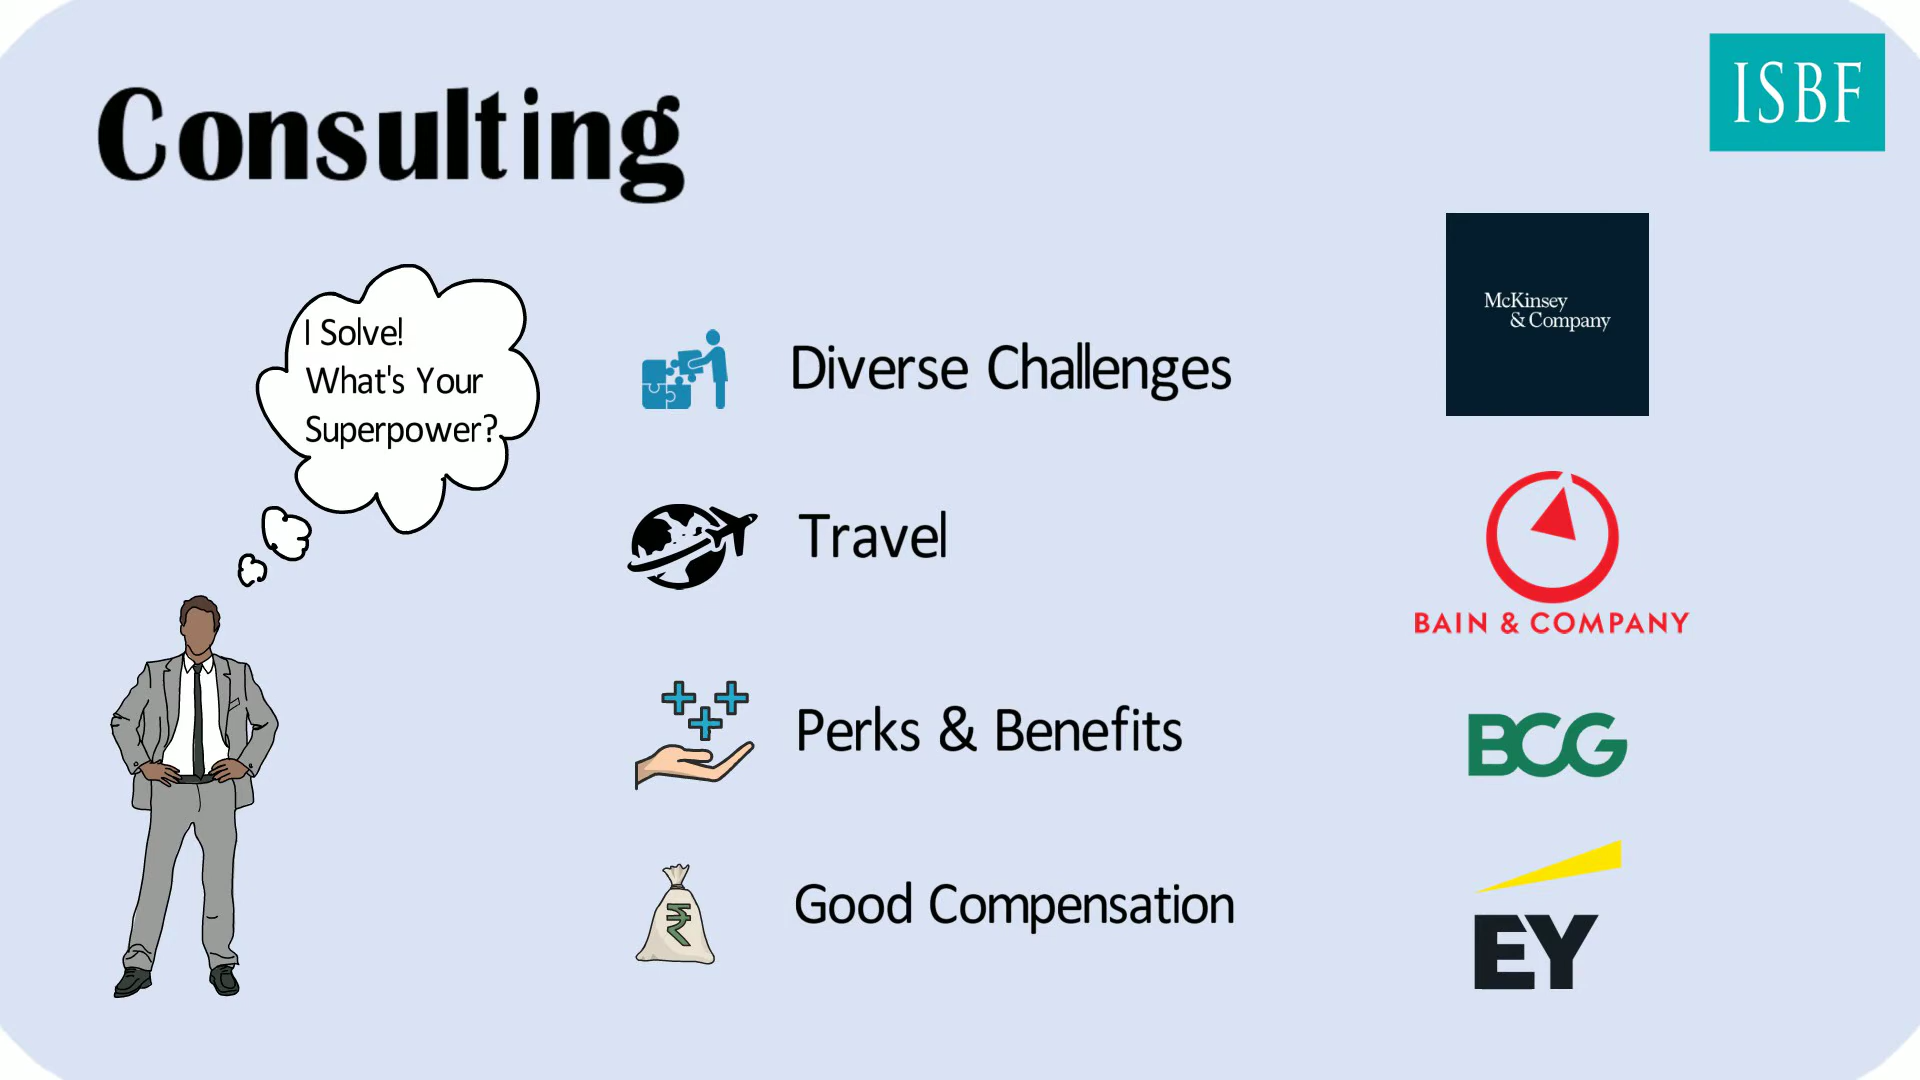 Consulting
ISBF
I Solve!
What's Your
Superpower?
Diverse Challenges
Travel
Perks & Benefits
Good Compensation
McKinsey
& Company
BAIN & COMPANY
BCG
EY
₹